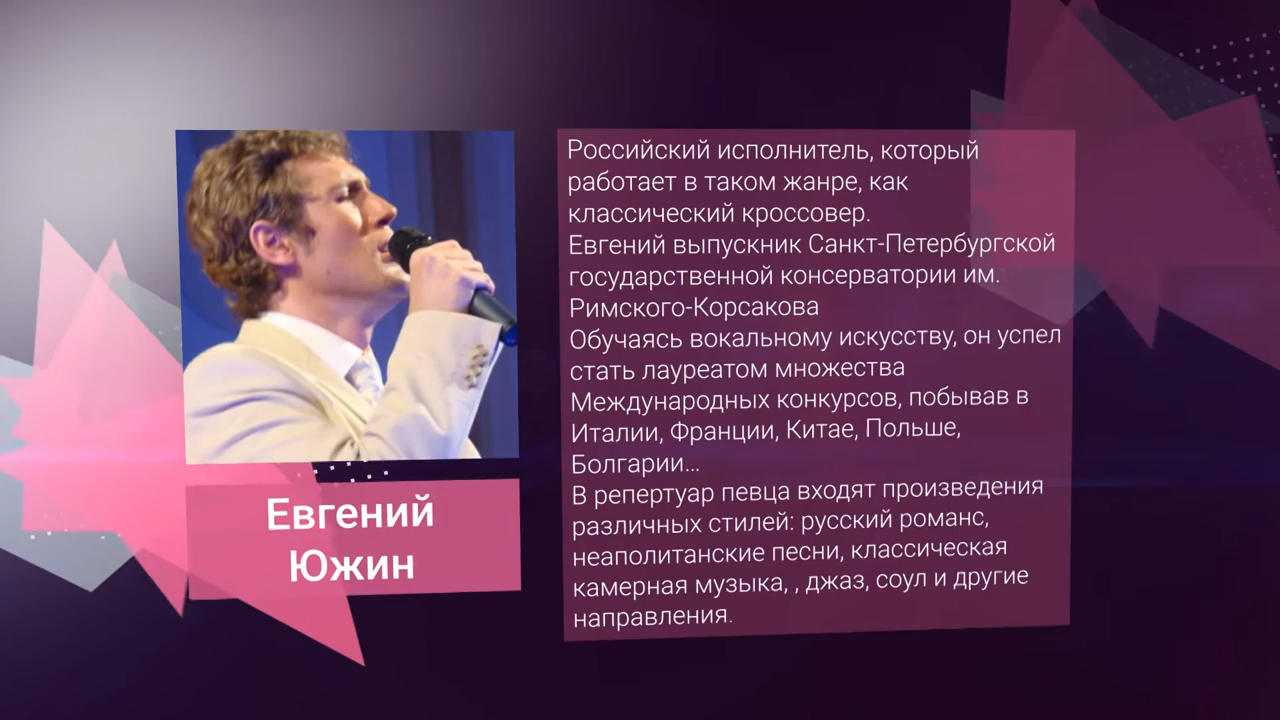 Российский исполнитель, который
работает в таком жанре, как
классический кроссовер.
Евгений выпускник Санкт-Петербургской
государственной консерватории им.
Римского-Корсакова
Обучаясь вокальному искусству, он успел
стать лауреатом множества
Международных конкурсов, побывав в
Италии, Франции, Китае, Польше,
Болгарии...
В репертуар певца входят произведения
различных стилей: русский романс,
неаполитанские песни, классическая
камерная музыка, , джаз, соул и другие
направления.
Евгений
Южин